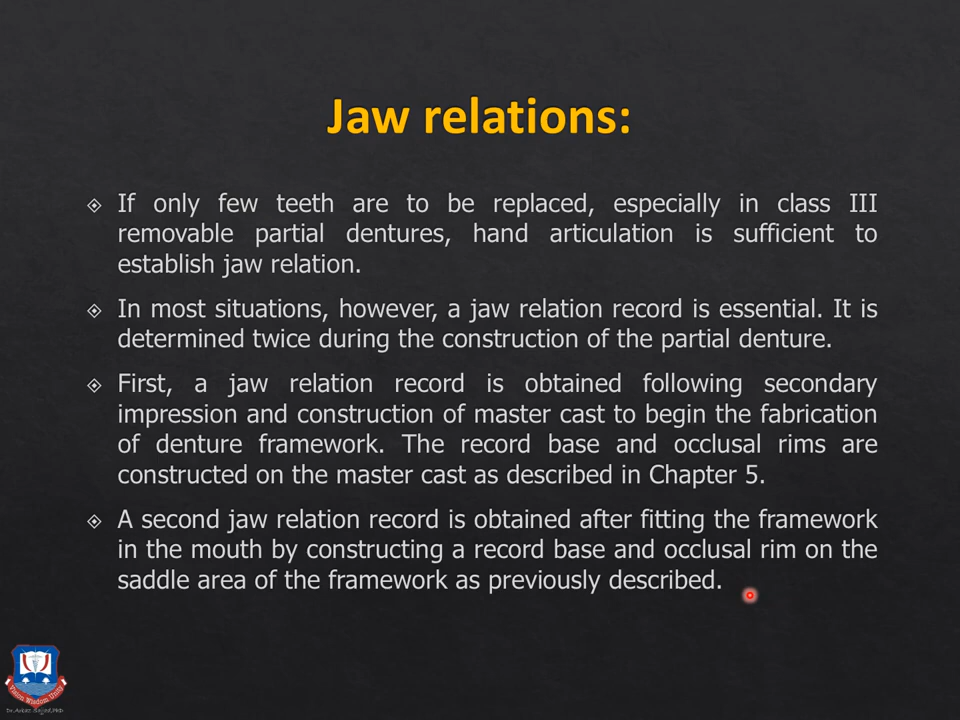 Jaw relations:
If only few teeth are to be replaced, especially in class III
removable partial dentures, hand articulation is sufficient to
establish jaw relation.
In most situations, however, a jaw relation record is essential. It is
determined twice during the construction of the partial denture.
First, a jaw relation record is obtained following secondary
impression and construction of master cast to begin the fabrication
of denture framework. The record base and occlusal rims are
constructed on the master cast as described in Chapter 5.
A second jaw relation record is obtained after fitting the framework
in the mouth by constructing a record base and occlusal rim on the
saddle area of the framework as previously described.
Vision Wisdom Unity